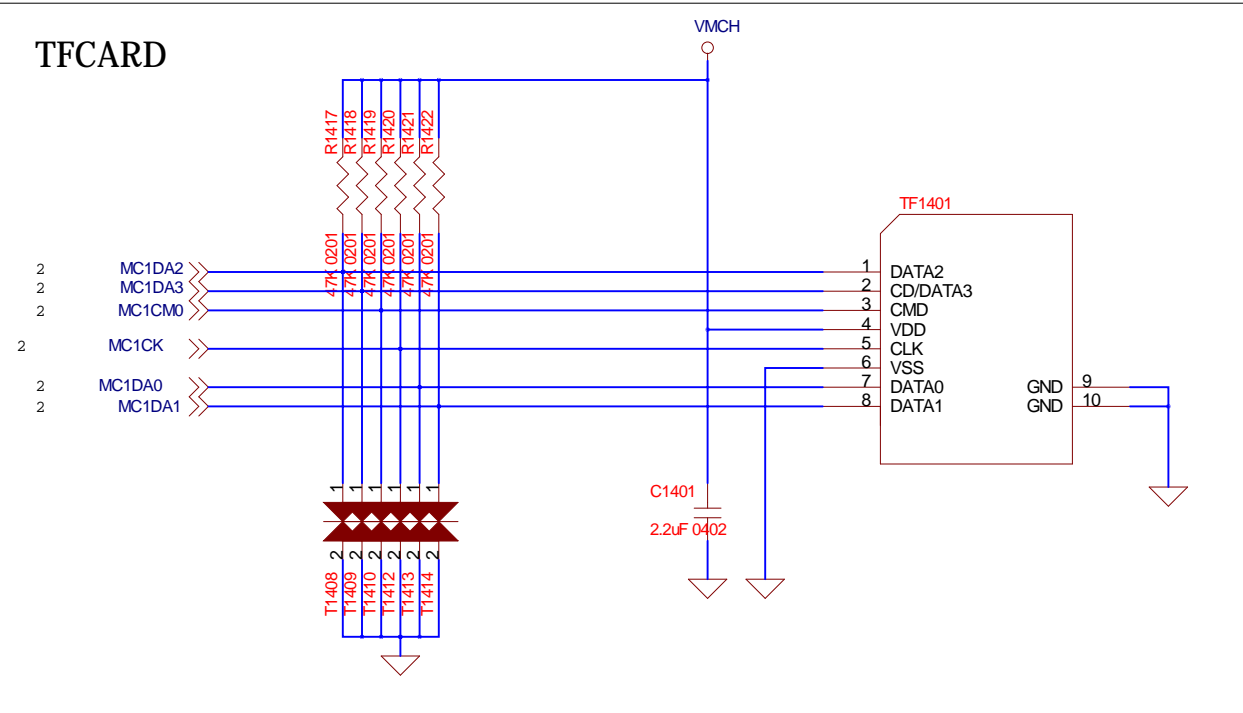 TFCARD
VMCH
R1417
R1418
R1419
R1420
R1421
R1422
47K 0201
47K 0201
47K 0201
47K 0201
47K 0201
47K 0201
TF1401
2 MC1DA2
2 MC1DA3
2 MC1CM0
2 MC1CK
2 MC1DA0
2 MC1DA1
1 DATA2
2 CD/DATA3
3 CMD
4 VDD
5 CLK
6 VSS
7 DATA0
8 DATA1
GND 9
GND 10
1 1 1 1 1 1
2 2 2 2 2 2
T1408
T1409
T1410
T1412
T1413
T1414
C1401
2.2uF 0402